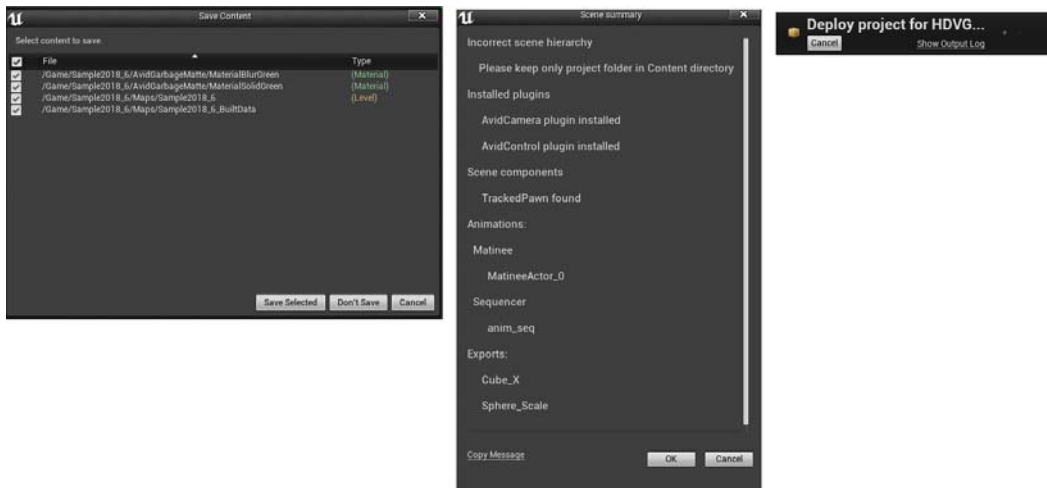 Save Content
Select content to save.
File Type
/Game/Sample2018_6/AvidGarbageMatte/MaterialBlurGreen (Material)
/Game/Sample2018_6/AvidGarbageMatte/MaterialSolidGreen (Material)
/Game/Sample2018_6/Maps/Sample2018_6 (Level)
/Game/Sample2018_6/Maps/Sample2018_6_BuiltData
Save Selected Don't Save Cancel
Scene summary
Incorrect scene hierarchy
Please keep only project folder in Content directory
Installed plugins
AvidCamera plugin installed
AvidControl plugin installed
Scene components
TrackedPawn found
Animations:
Matinee
MatineeActor_0
Sequencer
anim_seq
Exports:
Cube_X
Sphere_Scale
Copy Message
OK Cancel
Deploy project for HDVG...
Cancel Show Output Log